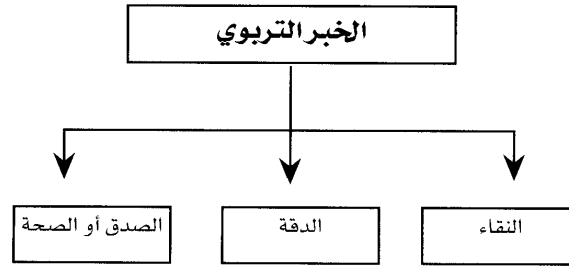 الخبر التربوي
النقاء
الدقة
الصدق أو الصحة